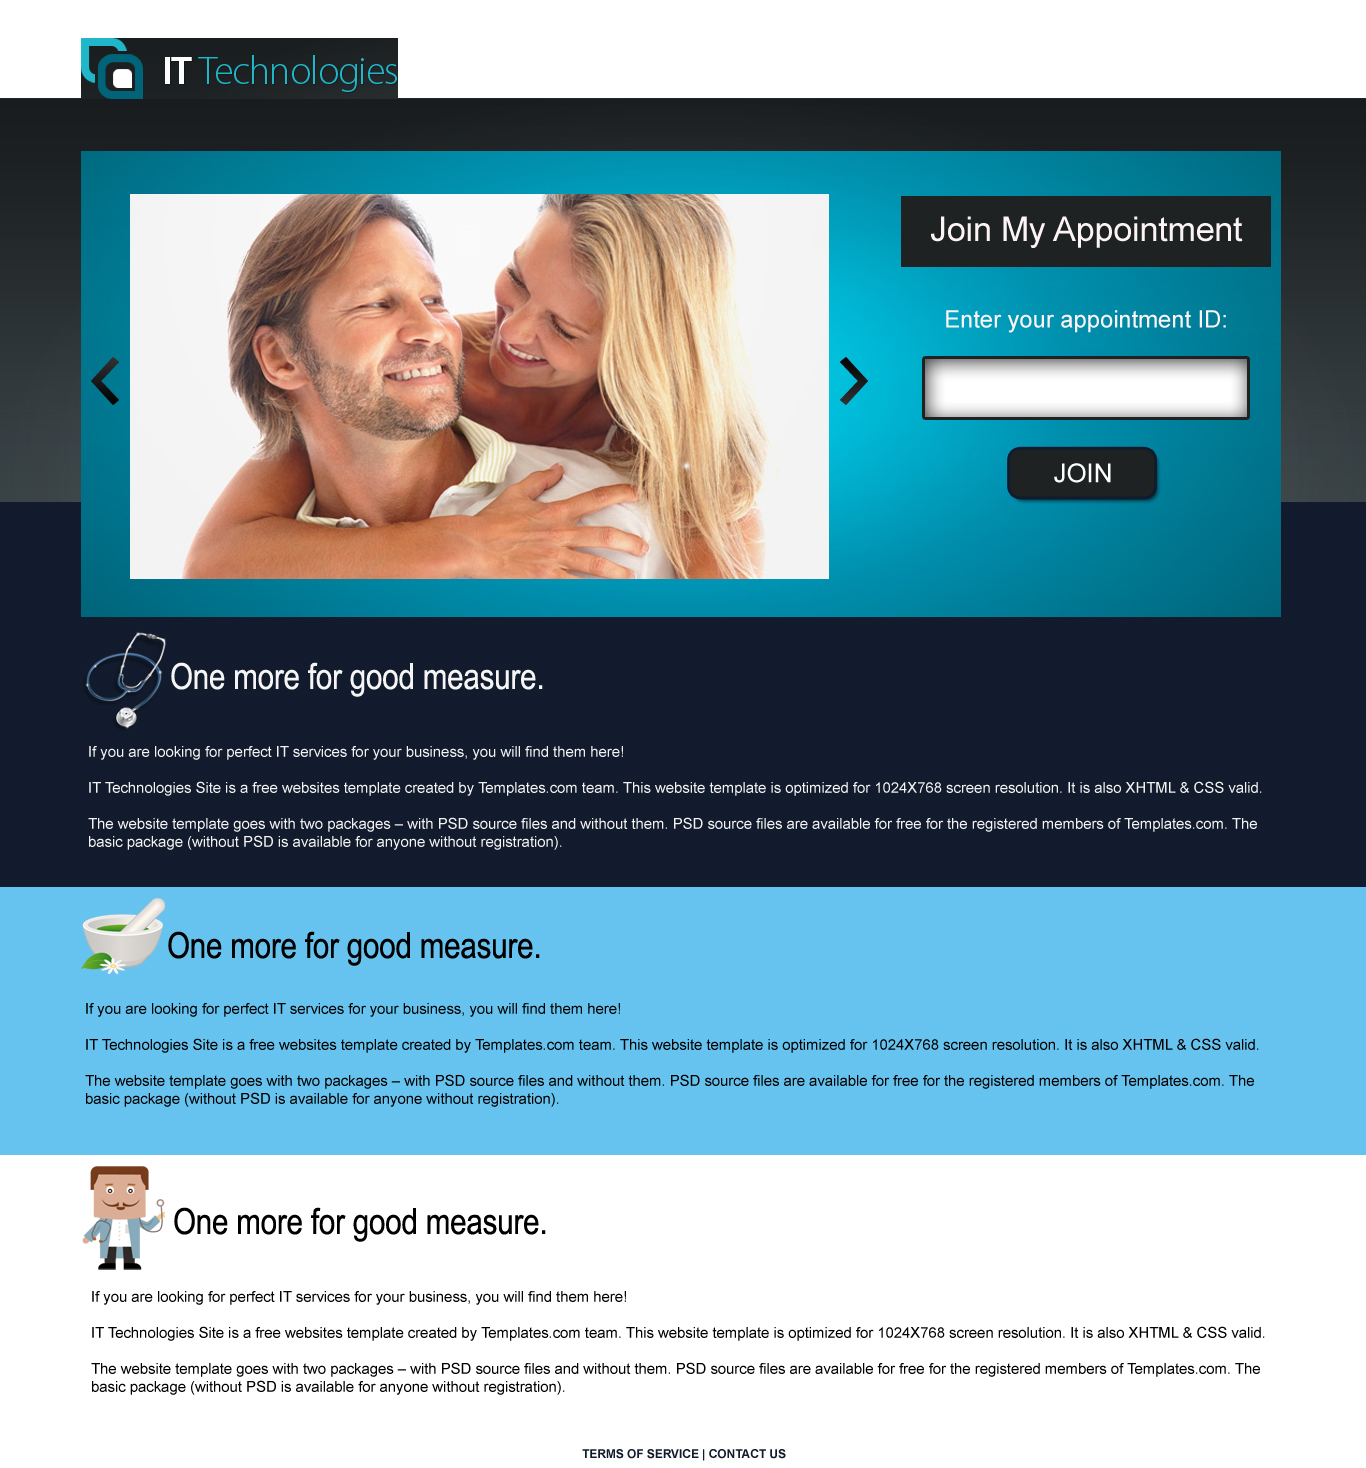 IT Technologies
Join My Appointment
Enter your appointment ID:
JOIN
One more for good measure.
If you are looking for perfect IT services for your business, you will find them here!
IT Technologies Site is a free websites template created by Templates.com team. This website template is optimized for 1024X768 screen resolution. It is also XHTML & CSS valid.
The website template goes with two packages – with PSD source files and without them. PSD source files are available for free for the registered members of Templates.com. The
basic package (without PSD is available for anyone without registration).
One more for good measure.
If you are looking for perfect IT services for your business, you will find them here!
IT Technologies Site is a free websites template created by Templates.com team. This website template is optimized for 1024X768 screen resolution. It is also XHTML & CSS valid.
The website template goes with two packages – with PSD source files and without them. PSD source files are available for free for the registered members of Templates.com. The
basic package (without PSD is available for anyone without registration).
One more for good measure.
If you are looking for perfect IT services for your business, you will find them here!
IT Technologies Site is a free websites template created by Templates.com team. This website template is optimized for 1024X768 screen resolution. It is also XHTML & CSS valid.
The website template goes with two packages – with PSD source files and without them. PSD source files are available for free for the registered members of Templates.com. The
basic package (without PSD is available for anyone without registration).
TERMS OF SERVICE | CONTACT US